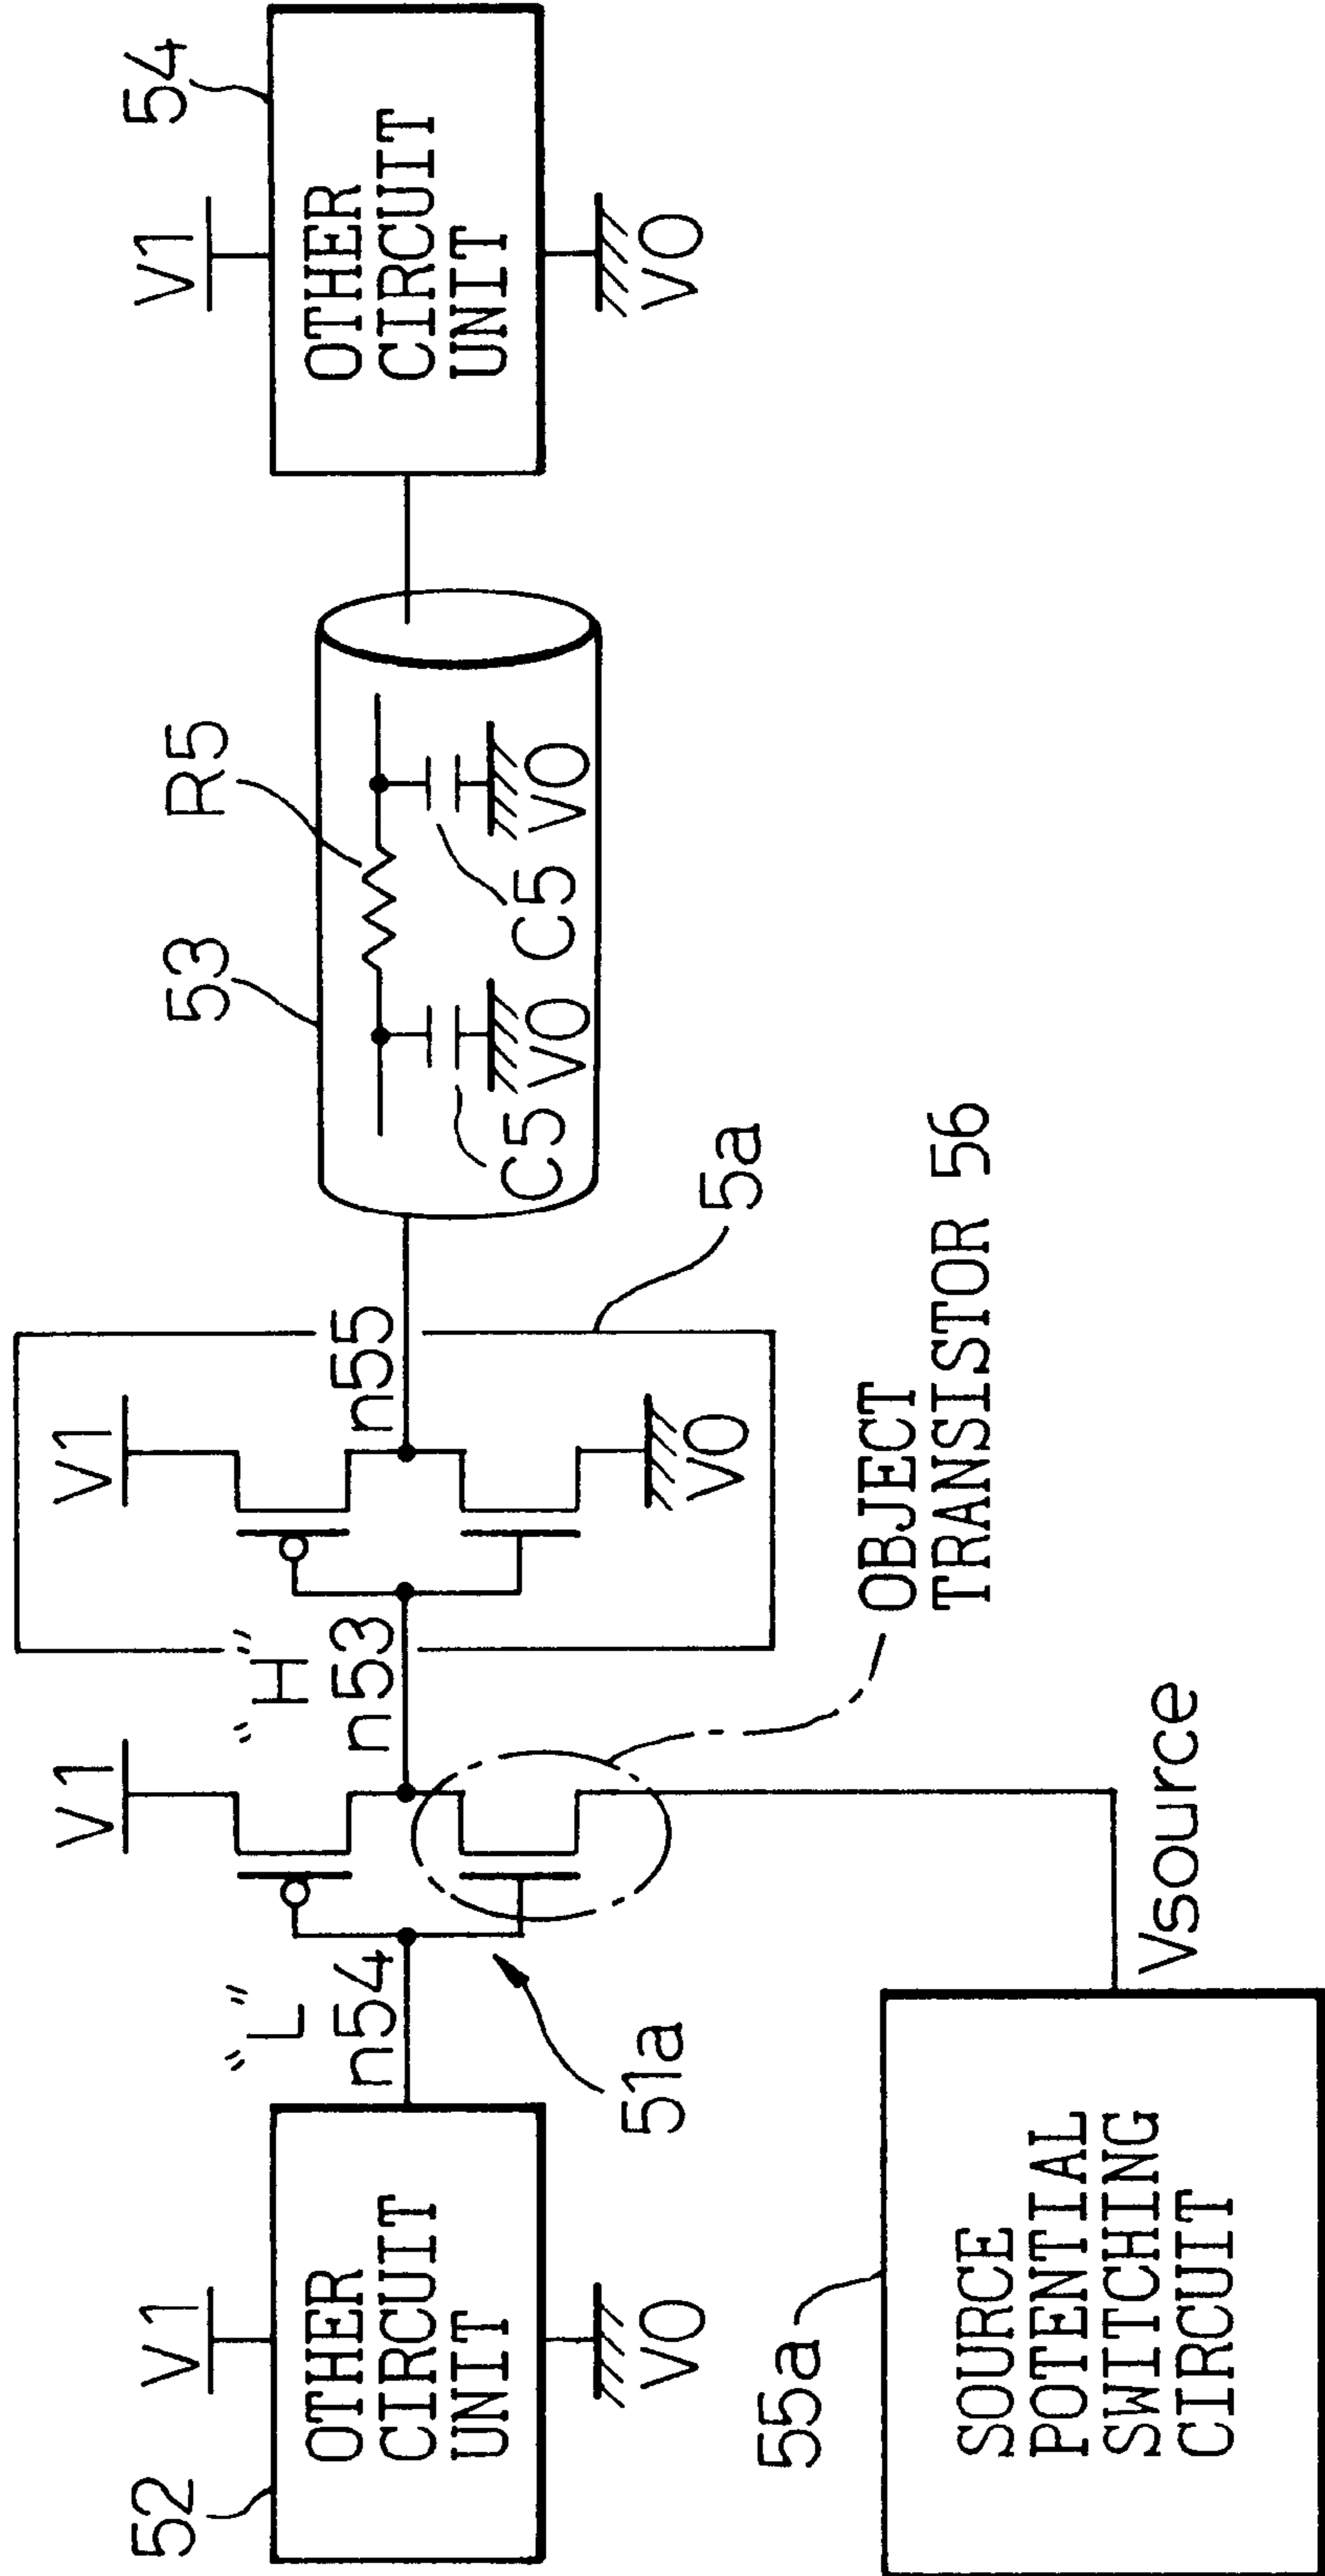 52
V1
OTHER
CIRCUIT
UNIT
V0
"L"
n54
51a
V1
"H"
n53
V1
n55
V0
5a
53
R5
C5
V0
C5
V0
54
V1
OTHER
CIRCUIT
UNIT
V0
OBJECT
TRANSISTOR 56
Vsource
55a
SOURCE
POTENTIAL
SWITCHING
CIRCUIT